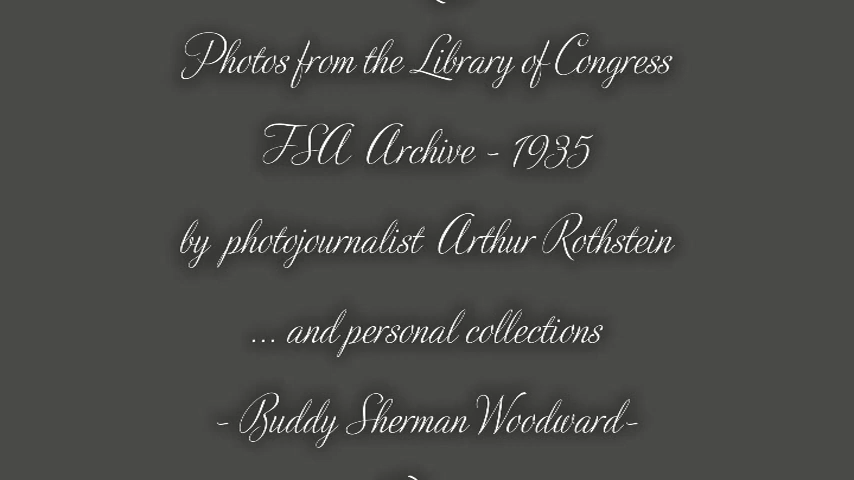 Photos from the Library of Congress
FSA Archive - 1935
by photojournalist Arthur Rothstein
... and personal collections
- Buddy Sherman Woodward-